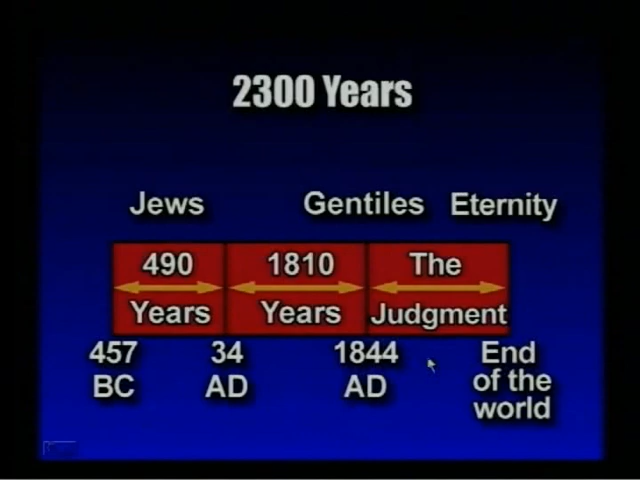 2300 Years
Jews Gentiles Eternity
490 1810 The
Years Years Judgment
457 34 1844 End
BC AD AD of the
world